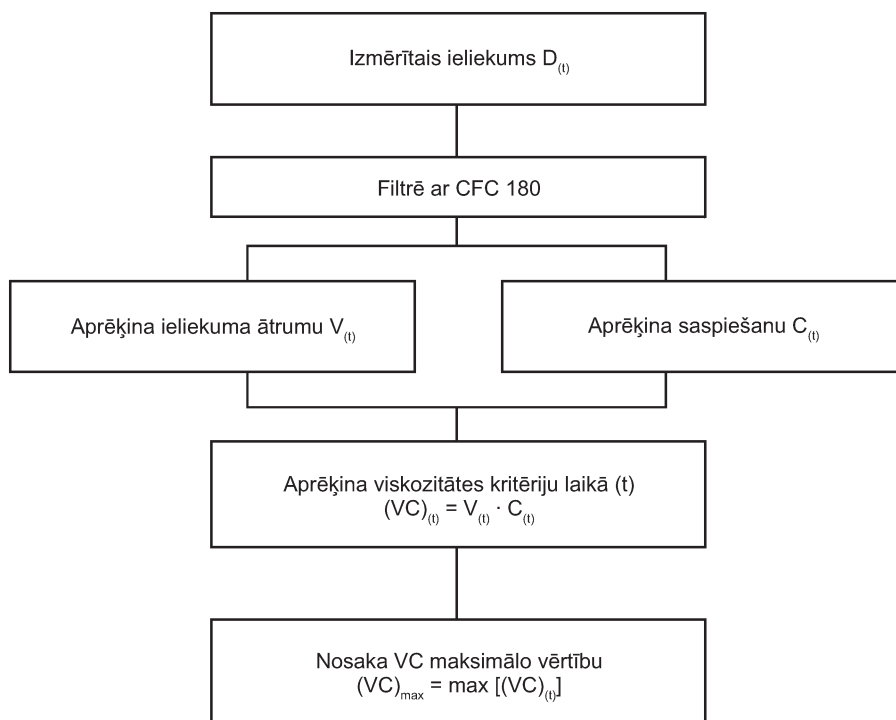 Izmērītais ieliekums D(t)
Filtrē ar CFC 180
Aprēķina ieliekuma ātrumu V(t)
Aprēķina saspiešanu C(t)
Aprēķina viskozitātes kritēriju laikā (t)
(VC)(t) = V(t) · C(t)
Nosaka VC maksimālo vērtību
(VC)max = max [(VC)(t)]